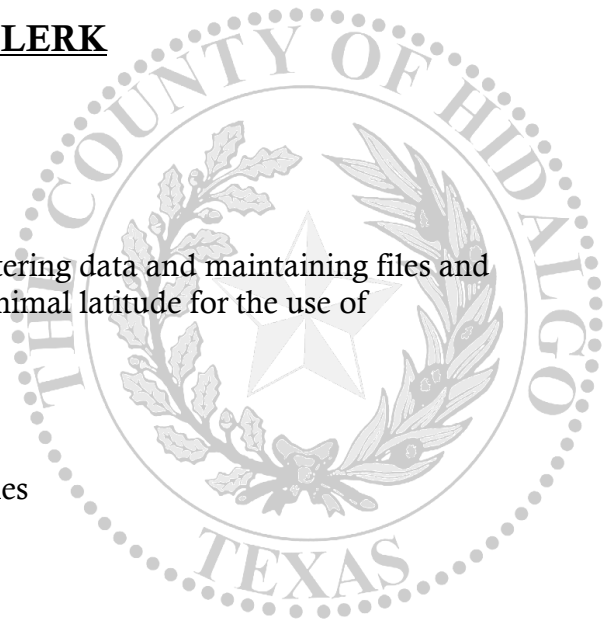 LERK
THE COUNTY OF HIDALGO
tering data and maintaining files and
nimal latitude for the use of
es
TEXAS